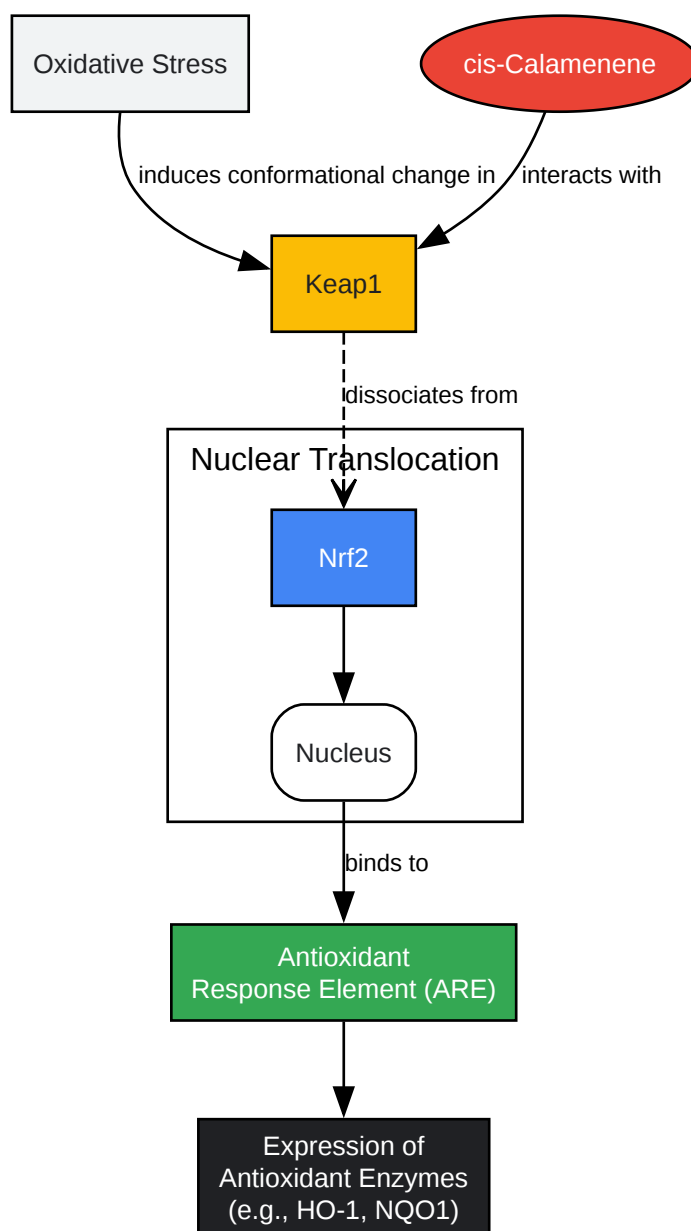 Oxidative Stress
cis-Calamenene
induces conformational change in
interacts with
Keap1
dissociates from
Nuclear Translocation
Nrf2
Nucleus
binds to
Antioxidant
Response Element (ARE)
Expression of
Antioxidant Enzymes
(e.g., HO-1, NQO1)